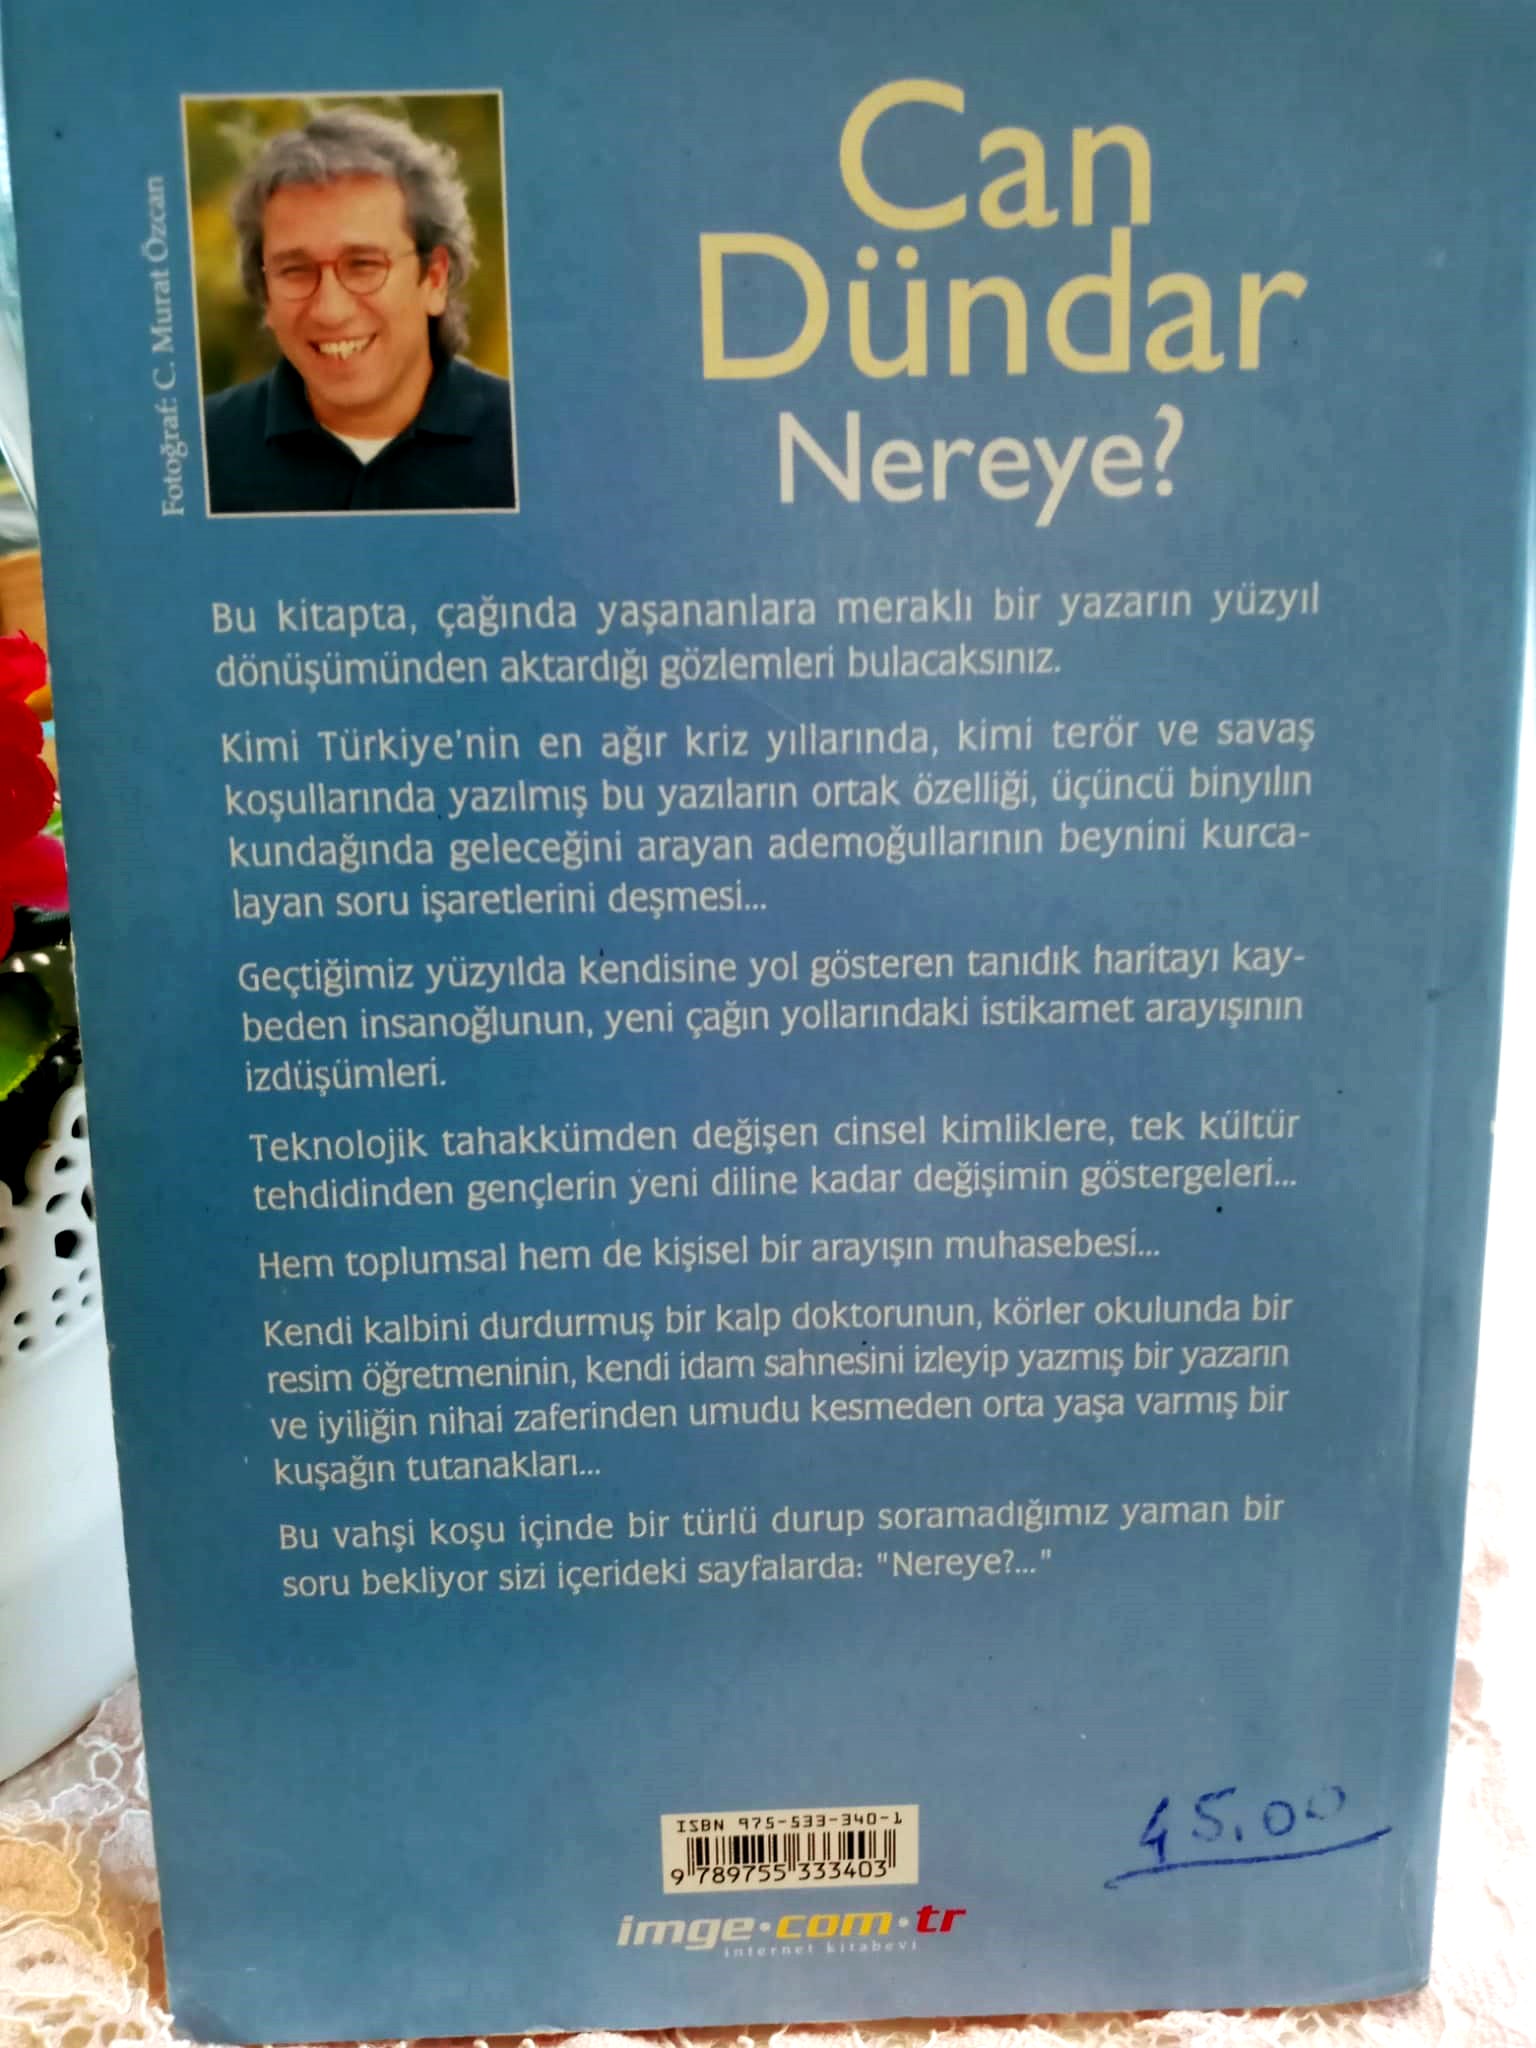 Fotoğraf: C. Murat Özcan
Can
Dündar
Nereye?
Bu kitapta, çağında yaşananlara meraklı bir yazarın yüzyıl
dönüşümünden aktardığı gözlemleri bulacaksınız.
Kimi Türkiye'nin en ağır kriz yıllarında, kimi terör ve savaş
koşullarında yazılmış bu yazıların ortak özelliği, üçüncü binyılın
kundağında geleceğini arayan ademoğullarının beynini kurca-
layan soru işaretlerini deşmesi...
Geçtiğimiz yüzyılda kendisine yol gösteren tanıdık haritayı kay-
beden insanoğlunun, yeni çağın yollarındaki istikamet arayışının
izdüşümleri.
Teknolojik tahakkümden değişen cinsel kimliklere, tek kültür
tehdidinden gençlerin yeni diline kadar değişimin göstergeleri...
Hem toplumsal hem de kişisel bir arayışın muhasebesi...
Kendi kalbini durdurmuş bir kalp doktorunun, körler okulunda bir
resim öğretmeninin, kendi idam sahnesini izleyip yazmış bir yazarın
ve iyiliğin nihai zaferinden umudu kesmeden orta yaşa varmış bir
kuşağın tutanakları...
Bu vahşi koşu içinde bir türlü durup soramadığımız yaman bir
soru bekliyor sizi içerideki sayfalarda: "Nereye?..."
45.00
ISBN 975-533-340-1
9 789755 333403
imge.com.tr
internet kitabevi